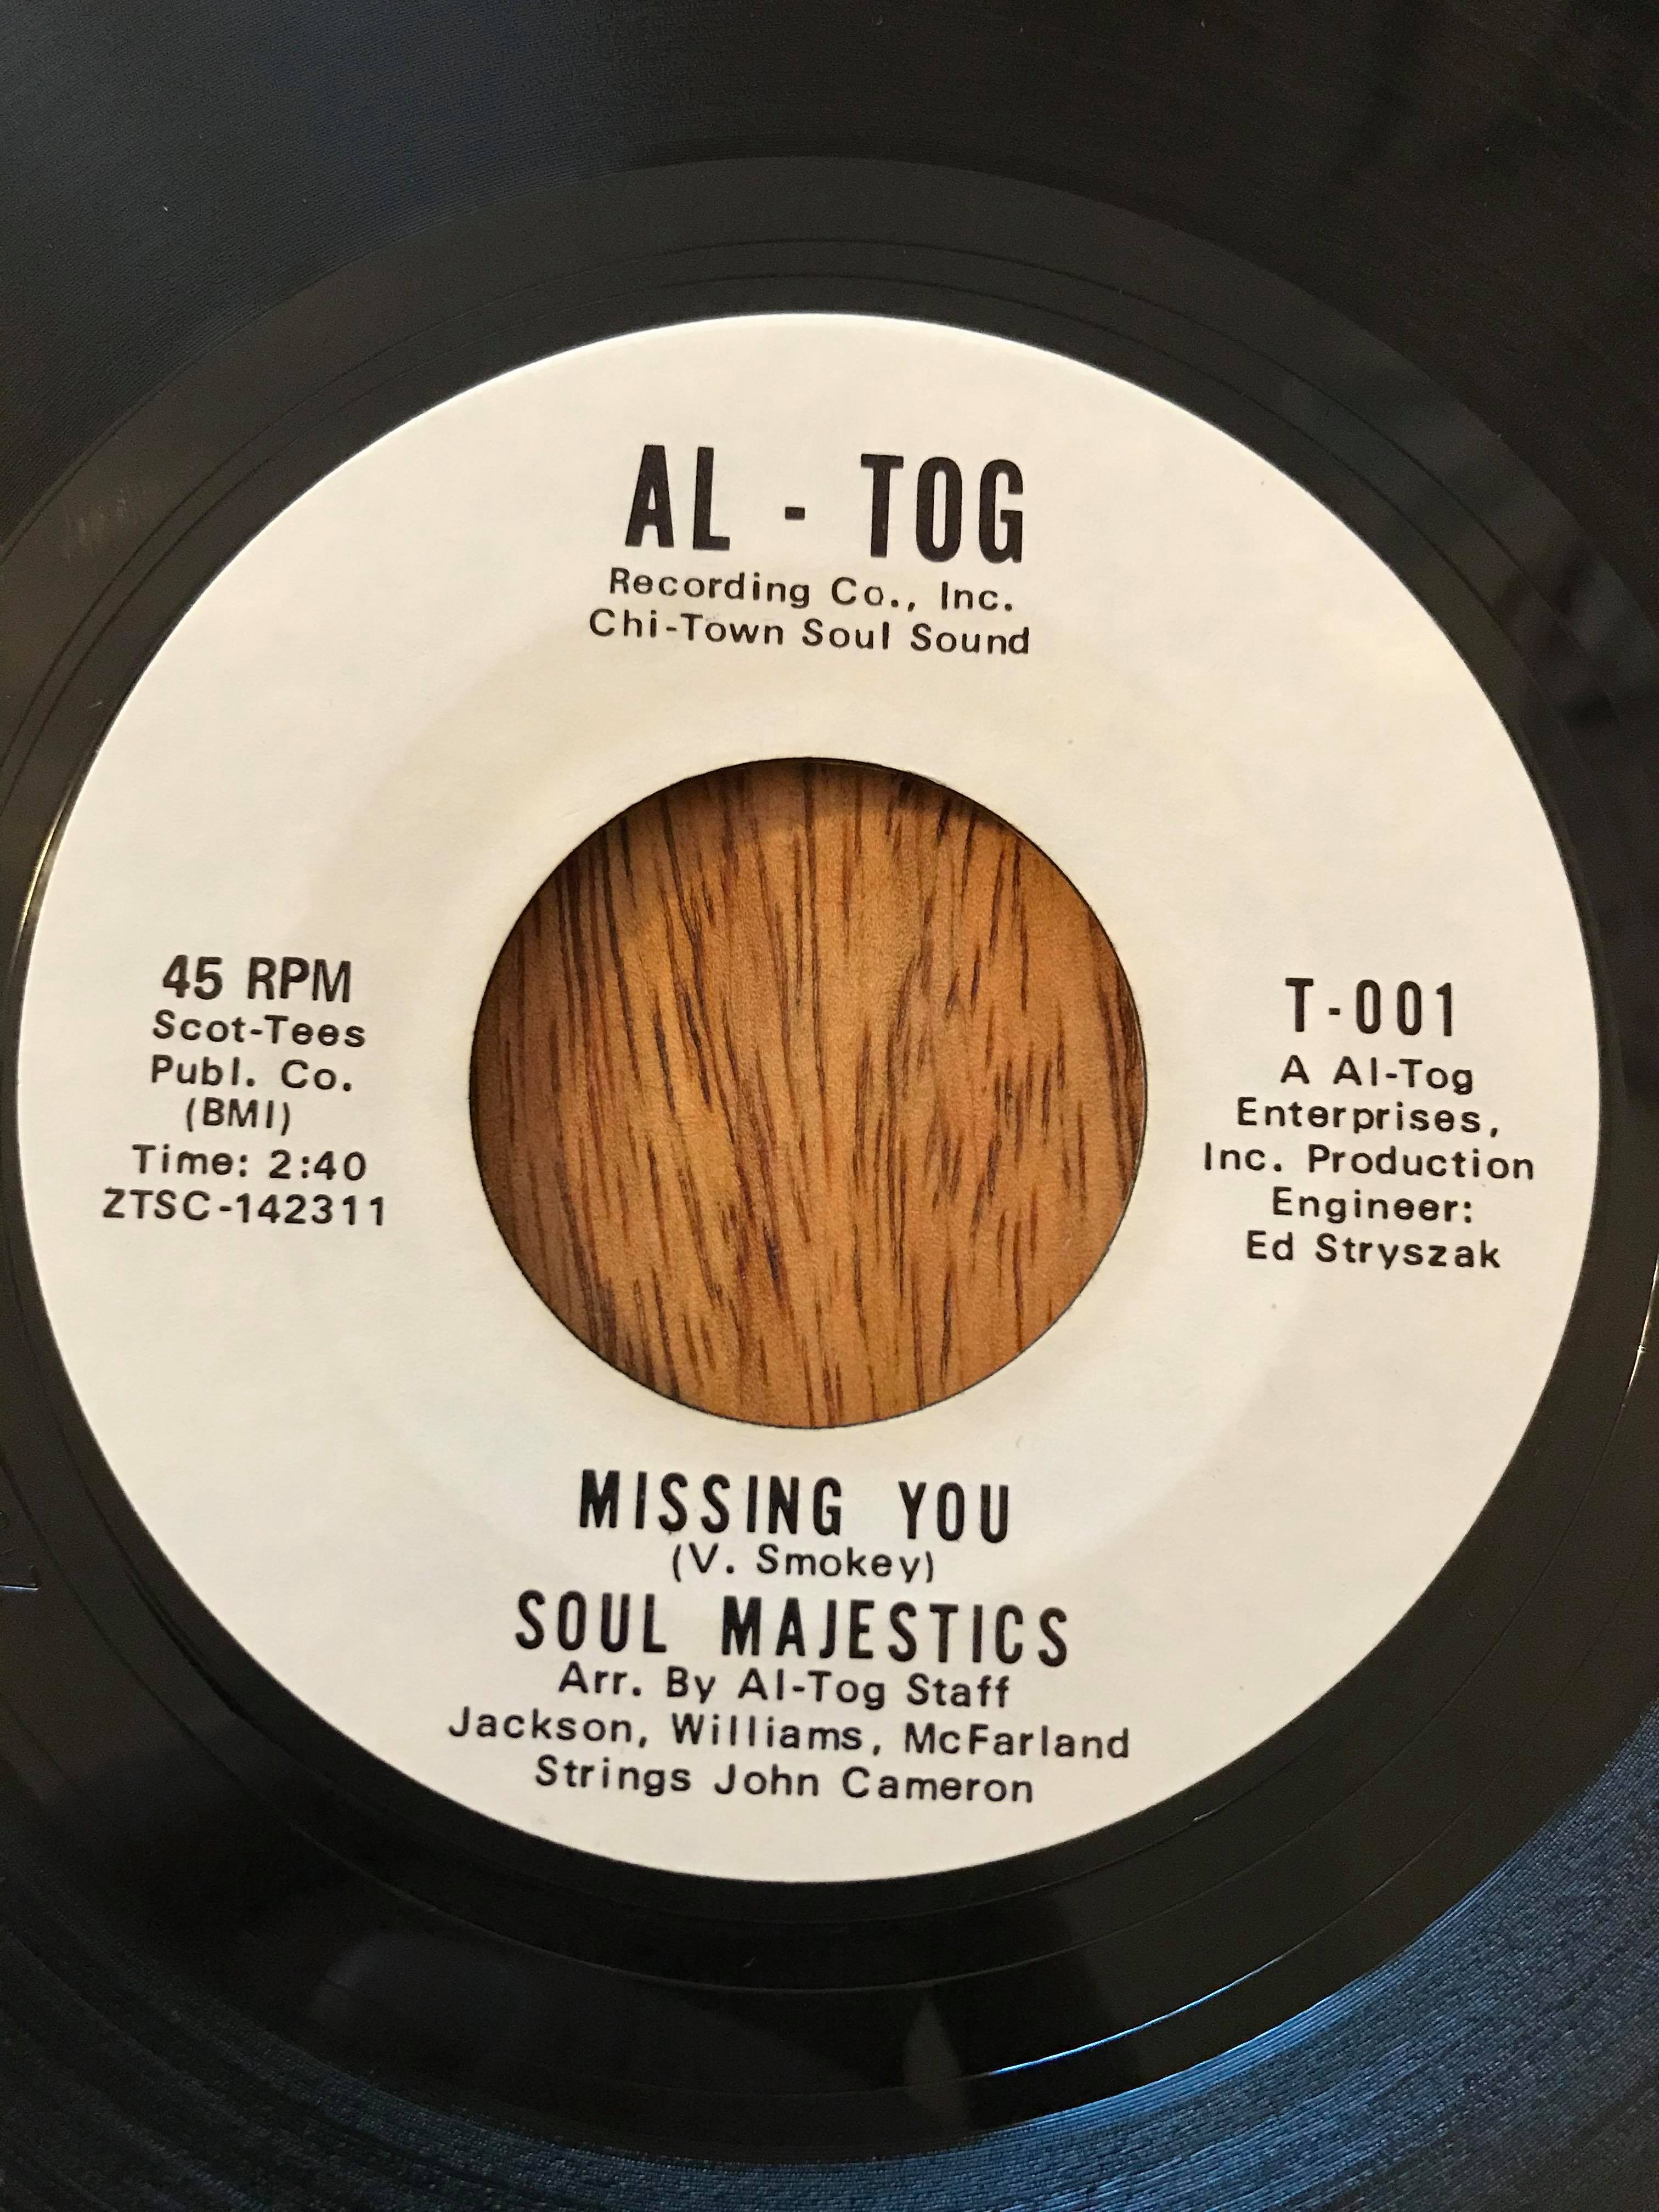 AL - TOG
Recording Co., Inc.
Chi-Town Soul Sound
45 RPM
Scot-Tees
Publ. Co.
(BMI)
Time: 2:40
ZTSC-142311
T-001
A Al-Tog
Enterprises,
Inc. Production
Engineer:
Ed Stryszak
MISSING YOU
(V. Smokey)
SOUL MAJESTICS
Arr. By Al-Tog Staff
Jackson, Williams, McFarland
Strings John Cameron